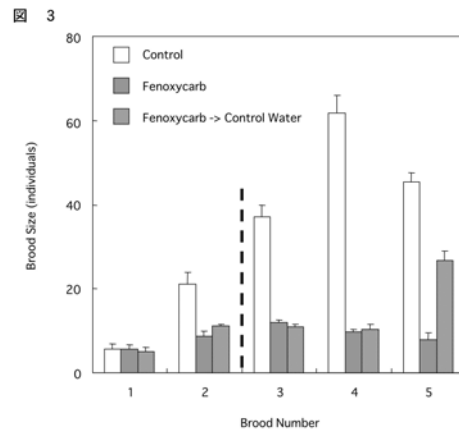 図 3
80
60
40
20
0
Brood Size (individuals)
Control
Fenoxycarb
Fenoxycarb -> Control Water
1 2 3 4 5
Brood Number